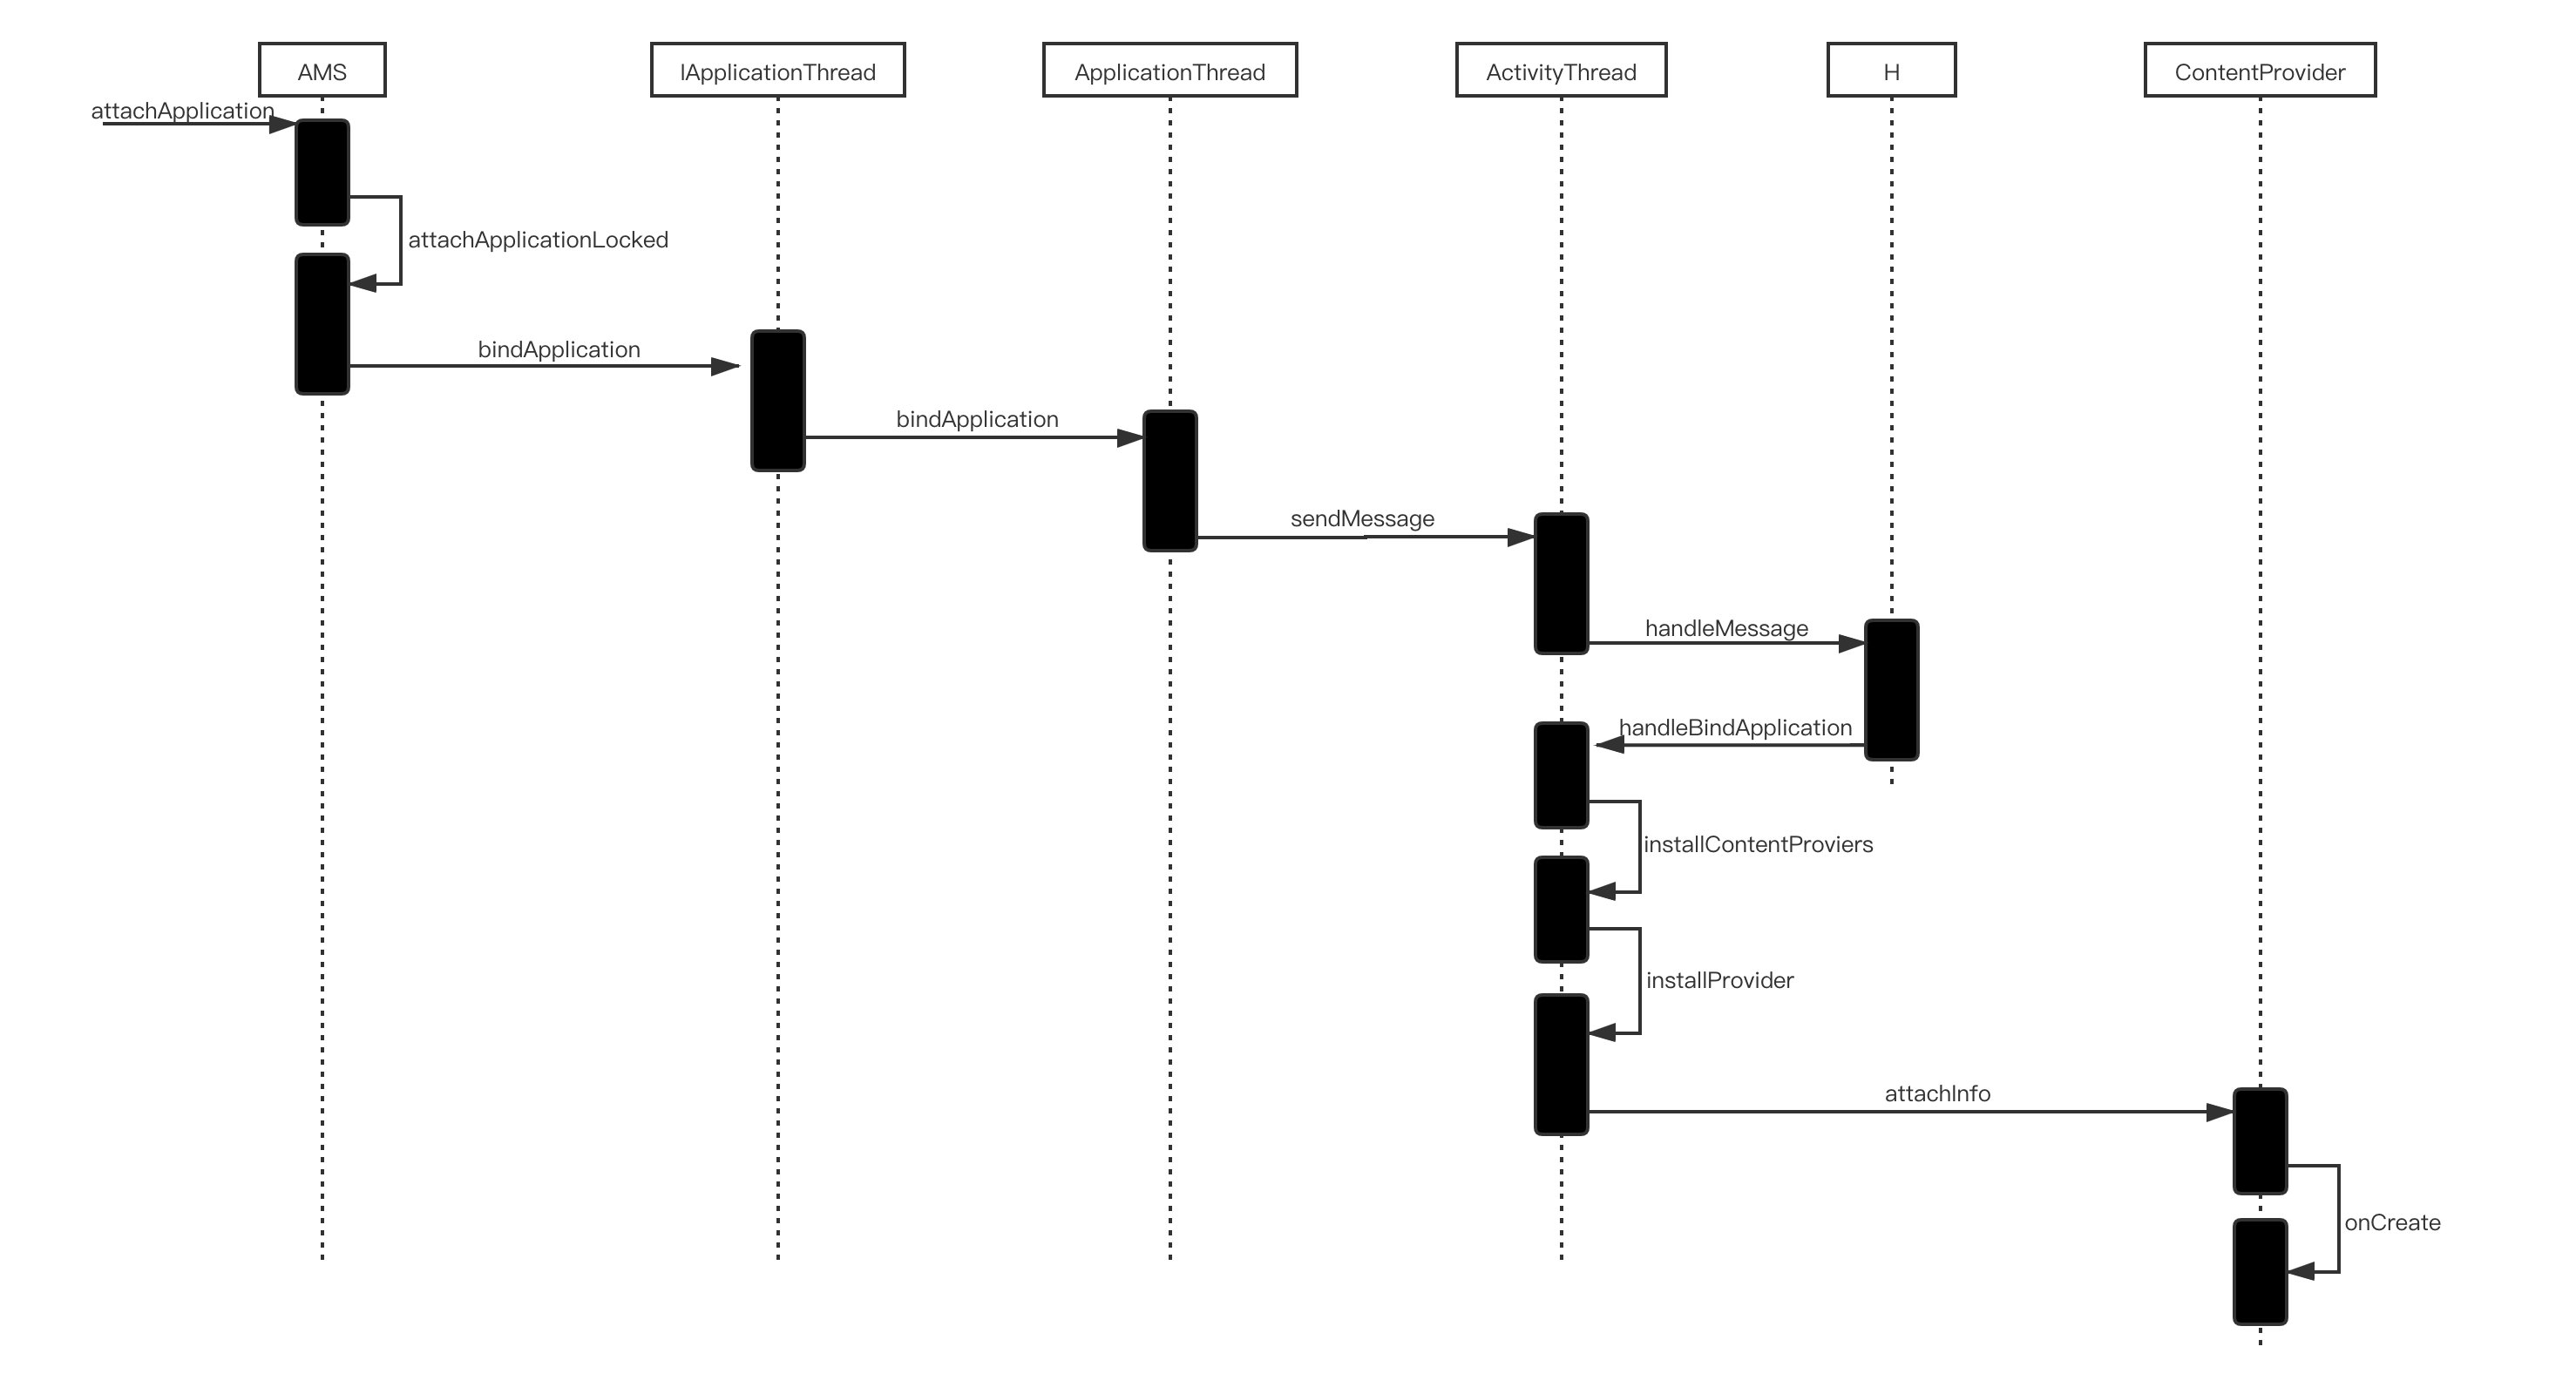 AMS
IApplicationThread
ApplicationThread
ActivityThread
H
ContentProvider
attachApplication
attachApplicationLocked
bindApplication
bindApplication
sendMessage
handleMessage
handleBindApplication
installContentProviers
installProvider
attachInfo
onCreate